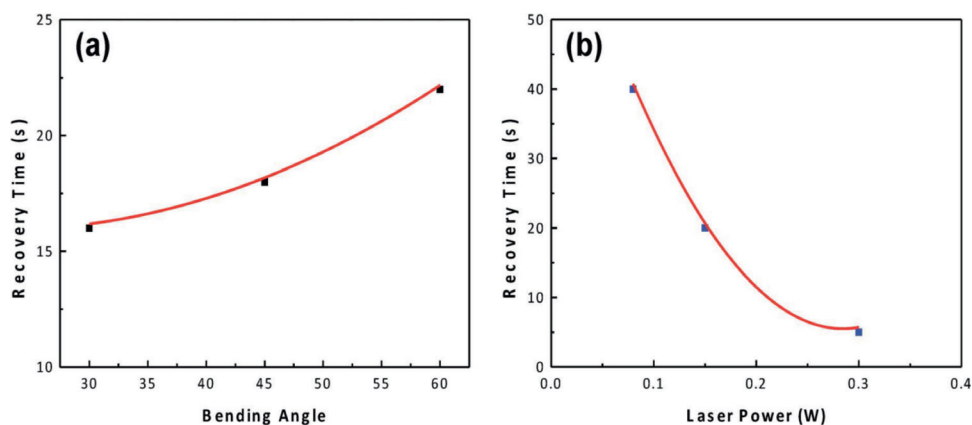 (a)
Recovery Time (s)
25
20
15
10
30 35 40 45 50 55 60
Bending Angle
(b)
Recovery Time (s)
50
40
30
20
10
0
0.0 0.1 0.2 0.3 0.4
Laser Power (W)